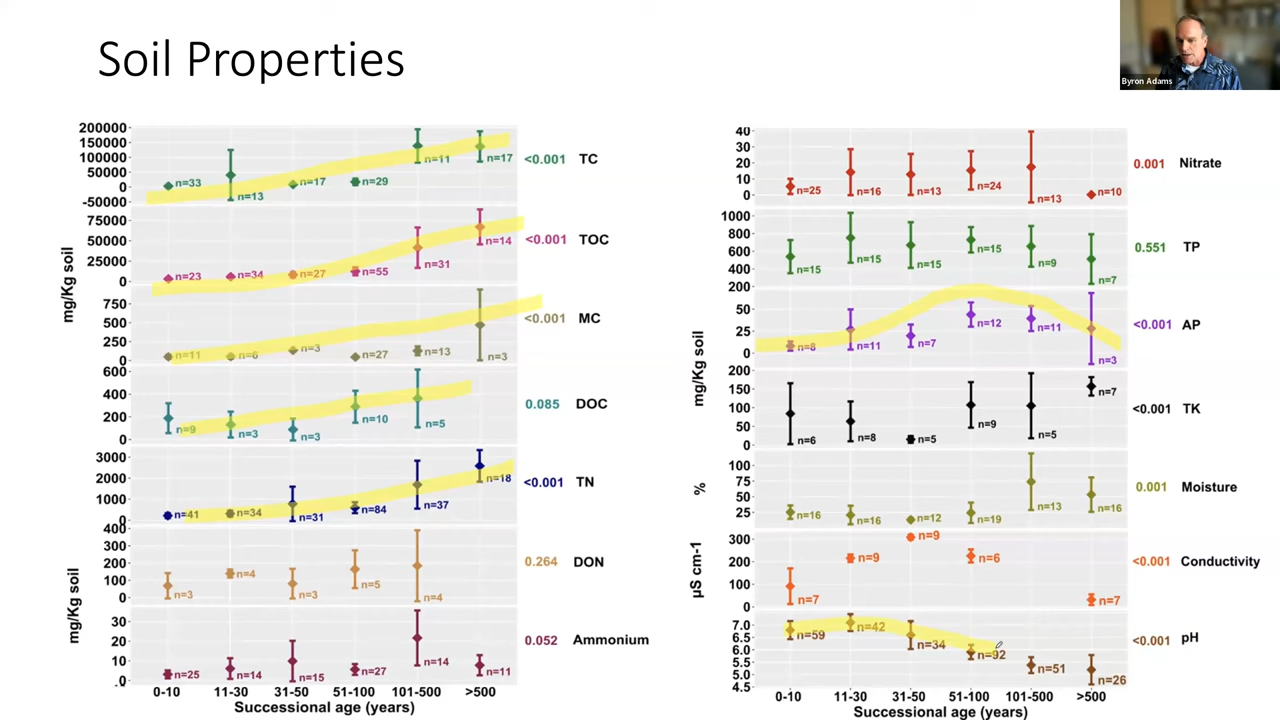 Soil Properties
Byron Adams
200000
150000
100000
50000
0
-50000
n=33
n=13
n=17
n=29
n=11
n=17
<0.001 TC
75000
50000
25000
0
n=23
n=34
n=27
n=55
n=31
n=14
<0.001 TOC
mg/Kg soil
750
500
250
0
n=11
n=6
n=3
n=27
n=13
n=3
<0.001 MC
600
400
200
0
n=9
n=3
n=3
n=10
n=5
0.085 DOC
3000
2000
1000
0
n=41
n=34
n=31
n=84
n=37
n=18
<0.001 TN
400
300
200
100
0
n=3
n=4
n=3
n=5
n=4
0.264 DON
mg/Kg soil
30
20
10
.0
n=25
n=14
n=15
n=27
n=14
n=11
0.052 Ammonium
0-10 11-30 31-50 51-100 101-500 >500
Successional age (years)
40
30
20
10
0
n=25
n=16
n=13
n=24
n=13
n=10
0.001 Nitrate
1000
800
600
400
200
n=15
n=15
n=15
n=15
n=9
n=7
0.551 TP
50
25
0
n=8
n=11
n=7
n=12
n=11
n=3
<0.001 AP
mg/Kg soil
200
150
100
50
0
n=6
n=8
n=5
n=9
n=5
n=7
<0.001 TK
%
100
75
50
25
n=16
n=16
n=12
n=19
n=13
n=16
0.001 Moisture
µS cm-1
300
200
100
0
n=7
n=9
n=9
n=6
n=7
<0.001 Conductivity
7.0
6.5
6.0
5.5
5.0
4.5
n=59
n=42
n=34
n=92
n=51
n=26
<0.001 pH
0-10 11-30 31-50 51-100 101-500 >500
Successional age (years)